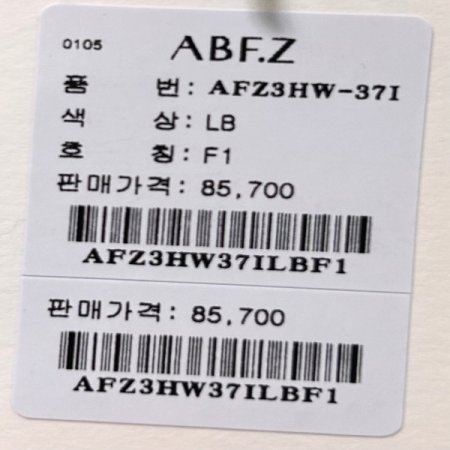 0105 ABF.Z
품 번: AFZ3HW-37I
색 상: LB
호 칭: F1
판매가격: 85,700
AFZ3HW37ILBF1
판매가격: 85,700
AFZ3HW37ILBF1